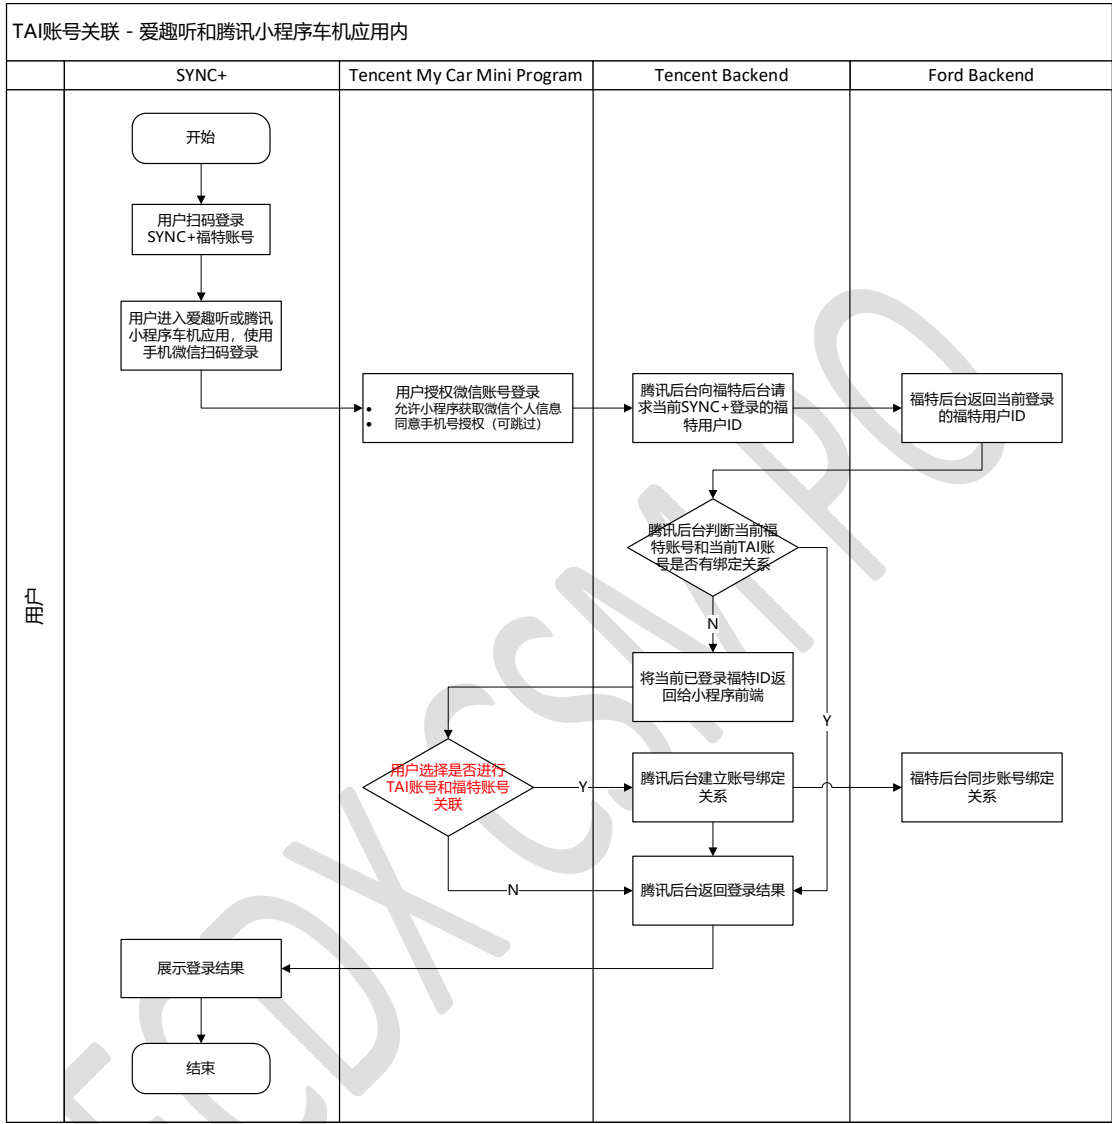 TAI账号关联 - 爱趣听和腾讯小程序车机应用内
SYNC+
Tencent My Car Mini Program
Tencent Backend
Ford Backend
用户
开始
用户扫码登录
SYNC+福特账号
用户进入爱趣听或腾讯
小程序车机应用，使用
手机微信扫码登录
用户授权微信账号登录
• 允许小程序获取微信个人信息
• 同意手机号授权（可跳过）
腾讯后台向福特后台请
求当前SYNC+登录的福
特用户ID
福特后台返回当前登录
的福特用户ID
腾讯后台判断当前福
特账号和当前TAI账
号是否有绑定关系
N
Y
将当前已登录福特ID返
回给小程序前端
用户选择是否进行
TAI账号和福特账号
关联
Y
N
腾讯后台建立账号绑定
关系
福特后台同步账号绑定
关系
腾讯后台返回登录结果
展示登录结果
结束
ECDX CSM PO